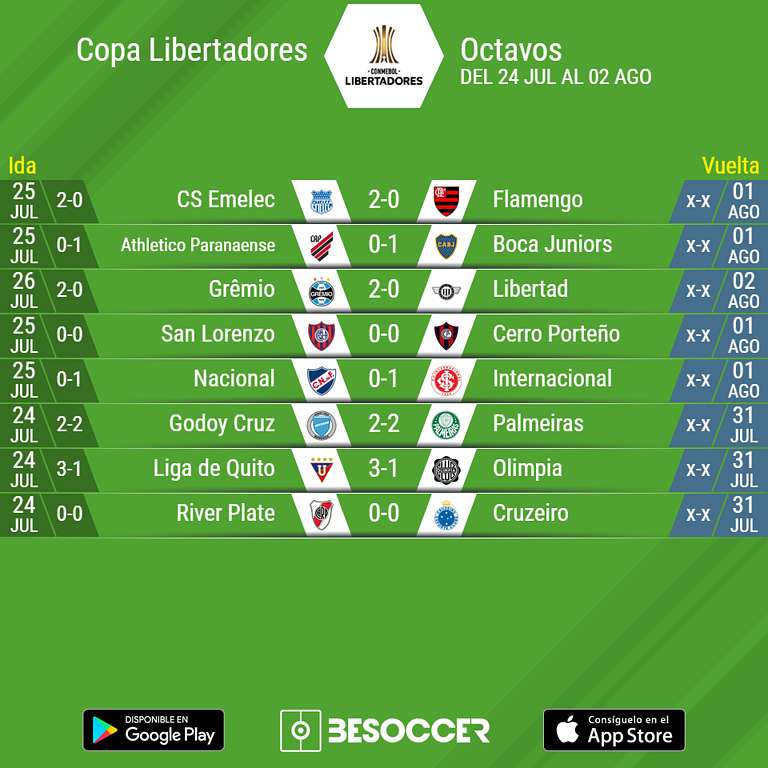 Copa Libertadores
CONMEBOL
LIBERTADORES
Octavos
DEL 24 JUL AL 02 AGO
Ida
Vuelta
25 JUL 2-0 CS Emelec 2-0 Flamengo x-x 01 AGO
25 JUL 0-1 Athletico Paranaense 0-1 Boca Juniors x-x 01 AGO
26 JUL 2-0 Grêmio 2-0 Libertad x-x 02 AGO
25 JUL 0-0 San Lorenzo 0-0 Cerro Porteño x-x 01 AGO
25 JUL 0-1 Nacional 0-1 Internacional x-x 01 AGO
24 JUL 2-2 Godoy Cruz 2-2 Palmeiras x-x 31 JUL
24 JUL 3-1 Liga de Quito 3-1 Olimpia x-x 31 JUL
24 JUL 0-0 River Plate 0-0 Cruzeiro x-x 31 JUL
DISPONIBLE EN
Google Play
BESOCCER
Consíguelo en el
App Store